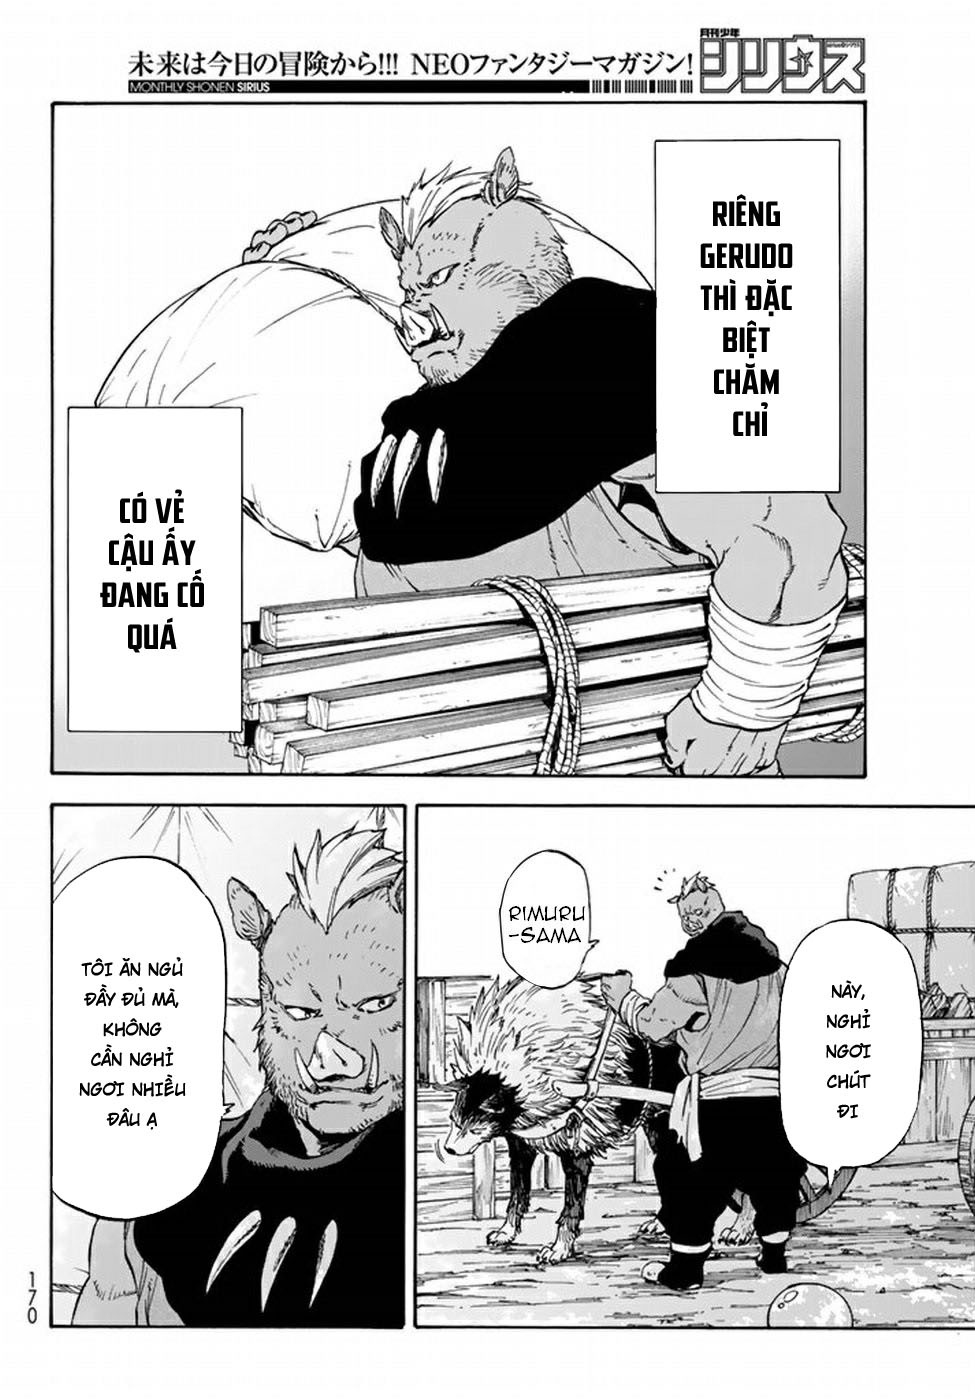 未来は今日の冒険から!!! NEOファンタジーマガジン!
月刊少年
シリウス
MONTHLY SHONEN SIRIUS
RIÊNG
GERUDO
THÌ ĐẶC
BIỆT
CHĂM
CHỈ
CÓ VẺ
CẬU ẤY
ĐANG CỐ
QUÁ
NÀY,
NGHỈ
NGƠI
CHÚT
ĐI
RIMURU
-SAMA
TÔI ĂN NGỦ
ĐẦY ĐỦ MÀ,
KHÔNG
CẦN NGHỈ
NGƠI NHIỀU
ĐÂU Ạ
170